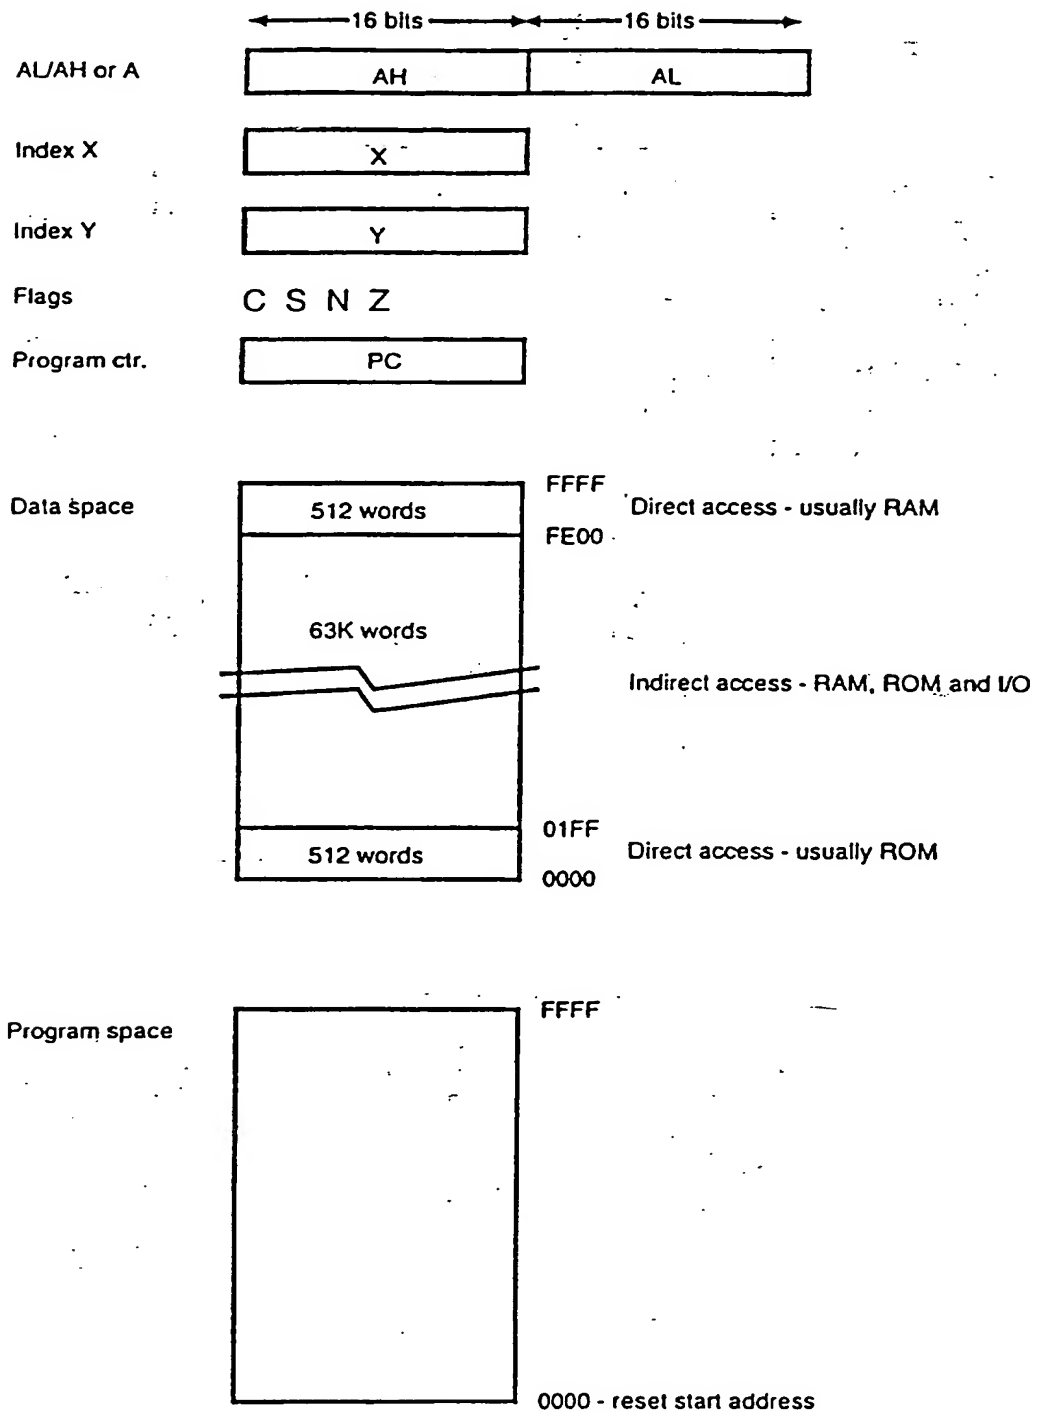 16 bits 16 bits
AL/AH or A AH AL
Index X X
Index Y Y
Flags C S N Z
Program ctr. PC
FFFF
Data space 512 words Direct access - usually RAM
FE00
63K words
Indirect access - RAM, ROM and I/O
01FF
512 words Direct access - usually ROM
0000
FFFF
Program space
0000 - reset start address